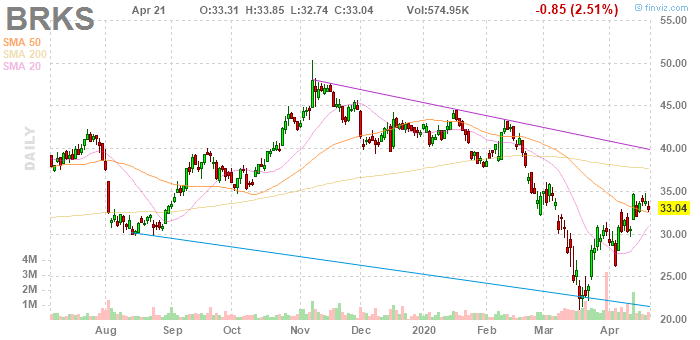 BRKS
Apr 21 O:33.31 H:33.85 L:32.74 C:33.04 Vol:574.95K -0.85 (2.51%)
© finviz.com
SMA 50
SMA 200
SMA 20
DAILY
55.00
50.00
45.00
40.00
35.00
33.04
30.00
25.00
20.00
4M
3M
2M
1M
Aug Sep Oct Nov Dec 2020 Feb Mar Apr